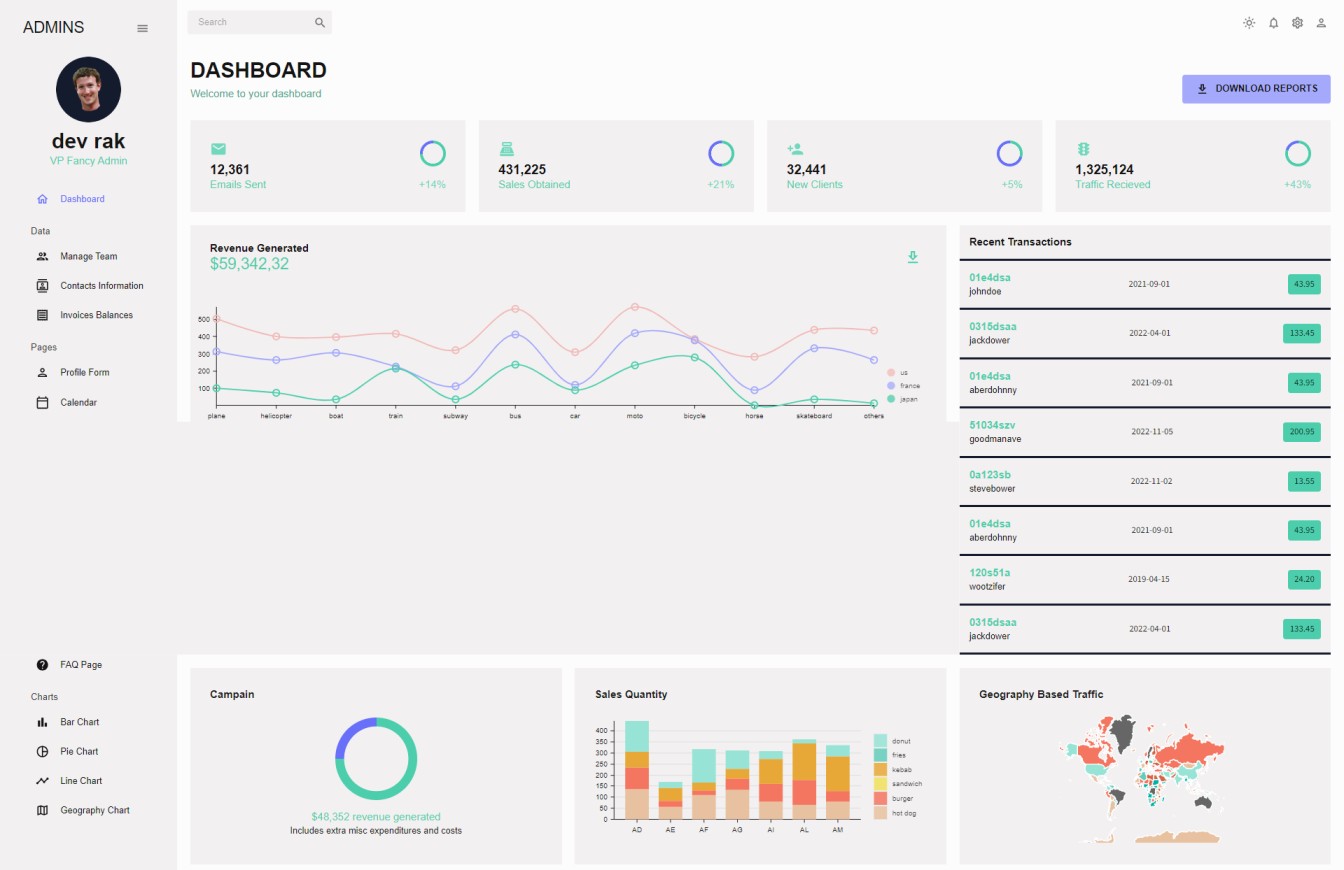 ADMINS
dev rak
VP Fancy Admin
Dashboard
Data
Manage Team
Contacts Information
Invoices Balances
Pages
Profile Form
Calendar
FAQ Page
Charts
Bar Chart
Pie Chart
Line Chart
Geography Chart
Search
DASHBOARD
Welcome to your dashboard
DOWNLOAD REPORTS
12,361
Emails Sent
+14%
431,225
Sales Obtained
+21%
32,441
New Clients
+5%
1,325,124
Traffic Recieved
+43%
Revenue Generated
$59,342,32
500
400
300
200
100
plane helicopter boat train subway bus car moto bicycle horse skateboard others
us
france
japan
Recent Transactions
01e4dsa
johndoe
2021-09-01
43.95
0315dsaa
jackdower
2022-04-01
133.45
01e4dsa
aberdohnny
2021-09-01
43.95
51034szv
goodmanave
2022-11-05
200.95
0a123sb
stevebower
2022-11-02
13.55
01e4dsa
aberdohnny
2021-09-01
43.95
120s51a
wootzifer
2019-04-15
24.20
0315dsaa
jackdower
2022-04-01
133.45
Campain
$48,352 revenue generated
Includes extra misc expenditures and costs
Sales Quantity
400
350
300
250
200
150
100
50
0
AD AE AF AG AI AL AM
donut
fries
kebab
sandwich
burger
hot dog
Geography Based Traffic